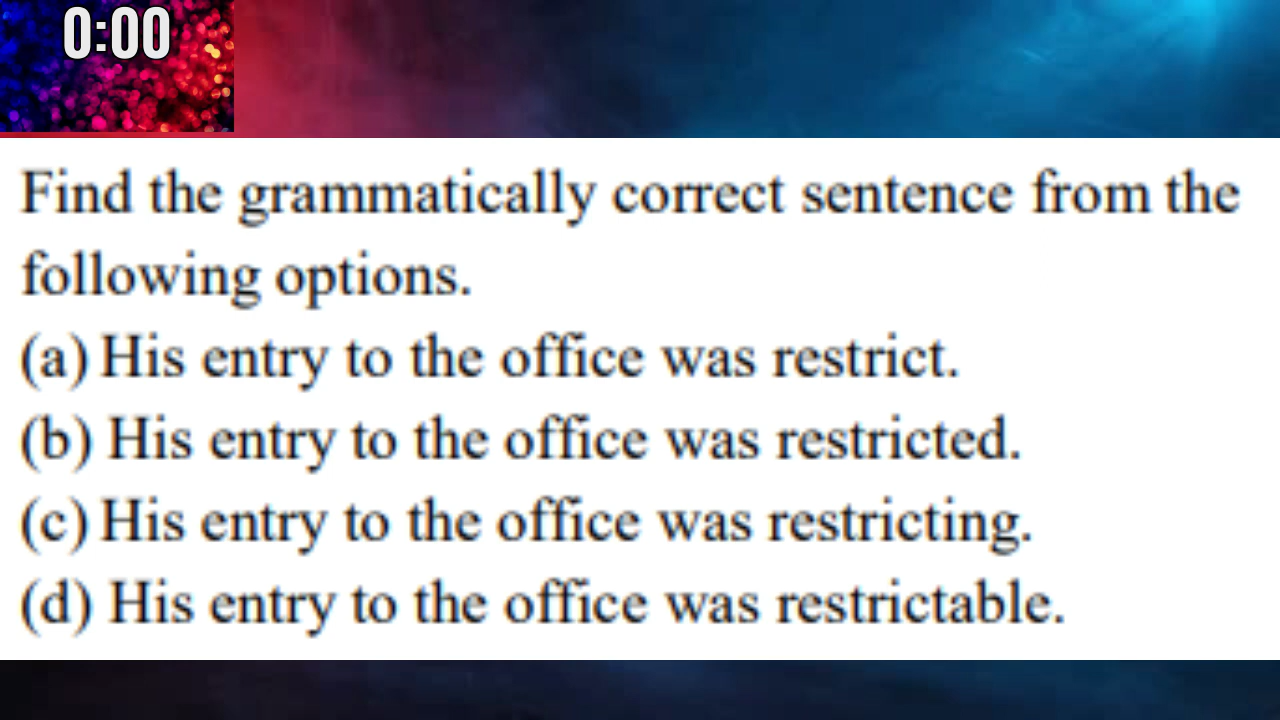 0:00
Find the grammatically correct sentence from the
following options.
(a) His entry to the office was restrict.
(b) His entry to the office was restricted.
(c) His entry to the office was restricting.
(d) His entry to the office was restrictable.